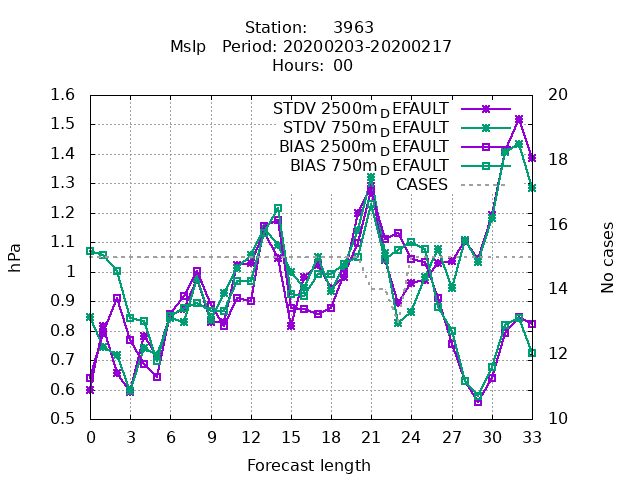 Station: 3963
Mslp Period: 20200203-20200217
Hours: 00
STDV 2500m_DEFAULT
STDV 750m_DEFAULT
BIAS 2500m_DEFAULT
BIAS 750m_DEFAULT
CASES
1.6
1.5
1.4
1.3
1.2
1.1
1
0.9
0.8
0.7
0.6
0.5
hPa
20
18
16
14
12
10
No cases
0 3 6 9 12 15 18 21 24 27 30 33
Forecast length